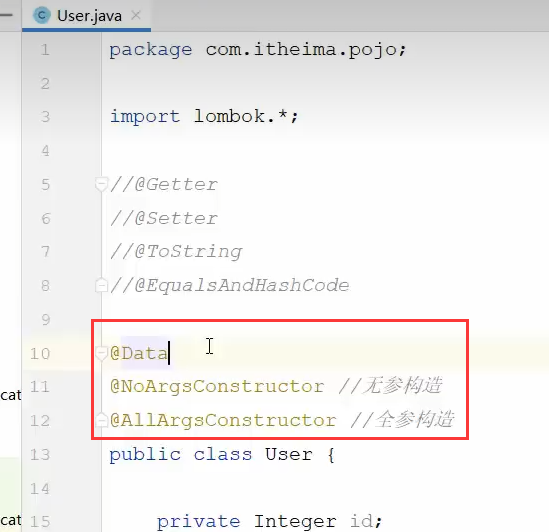 User.java
1 package com.itheima.pojo;
2
3 import lombok.*;
4
5 //@Getter
6 //@Setter
7 //@ToString
8 //@EqualsAndHashCode
9
10 @Data
11 @NoArgsConstructor //无参构造
cat
12 @AllArgsConstructor //全参构造
13 public class User {
14
cat
15 private Integer id;